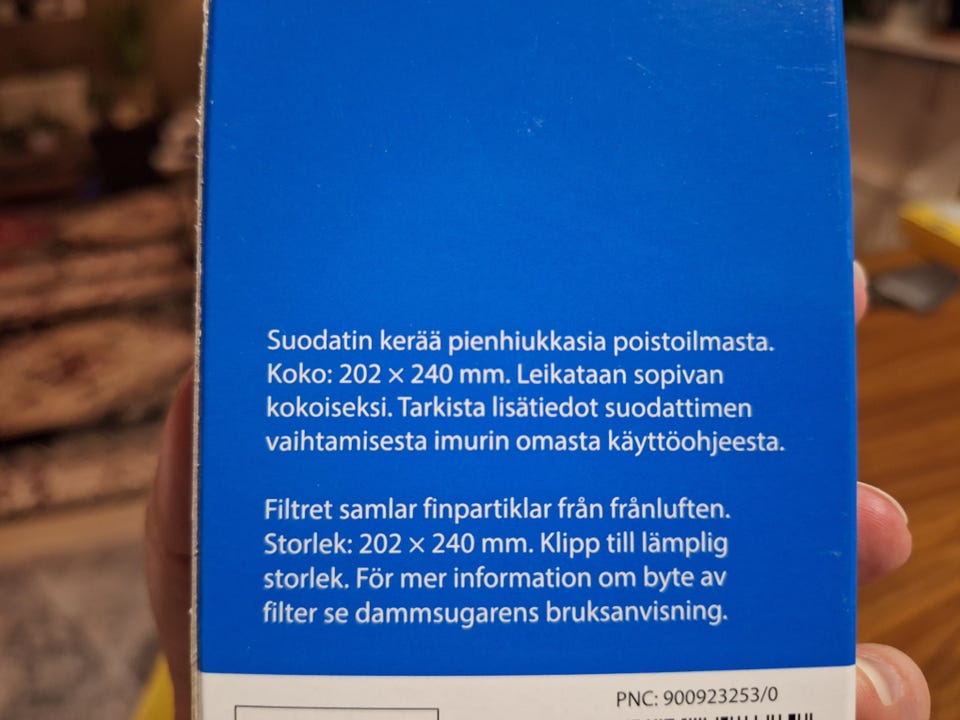 Suodatin kerää pienhiukkasia poistoilmasta.
Koko: 202 × 240 mm. Leikataan sopivan
kokoiseksi. Tarkista lisätiedot suodattimen
vaihtamisesta imurin omasta käyttöohjeesta.
Filtret samlar finpartiklar från frånluften.
Storlek: 202 × 240 mm. Klipp till lämplig
storlek. För mer information om byte av
filter se dammsugarens bruksanvisning.
PNC: 900923253/0